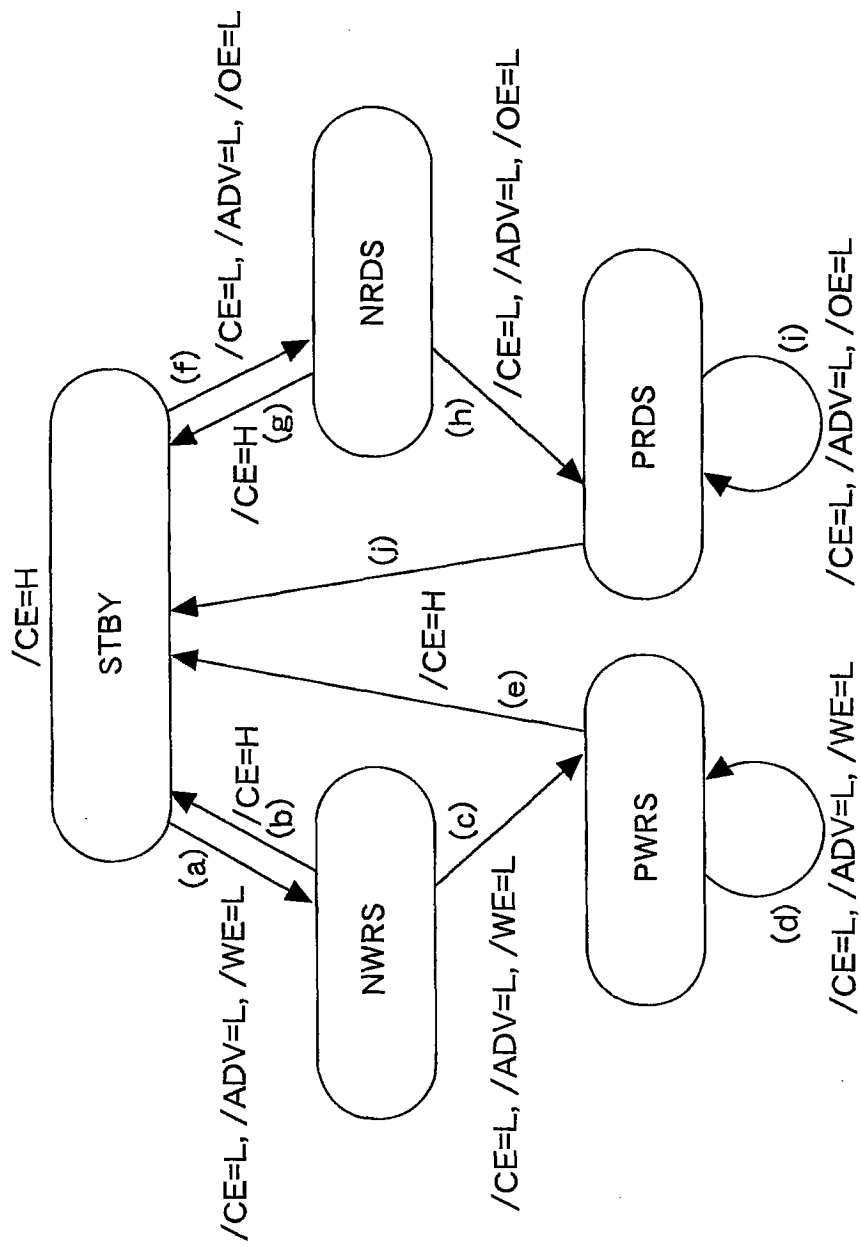 /CE=H
STBY
(a)
/CE=L, /ADV=L, /WE=L
(b)
/CE=H
(f)
/CE=L, /ADV=L, /OE=L
(g)
/CE=H
NWRS
NRDS
(c)
/CE=L, /ADV=L, /WE=L
(e)
/CE=H
(j)
(h)
/CE=L, /ADV=L, /OE=L
PWRS
PRDS
(d)
/CE=L, /ADV=L, /WE=L
(i)
/CE=L, /ADV=L, /OE=L